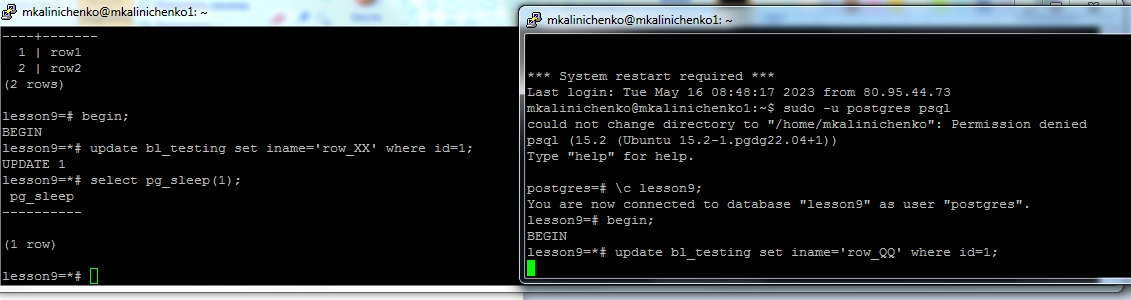 mkalinichenko@mkalinichenko1: ~
----+-------
  1 | row1
  2 | row2
(2 rows)

lesson9=# begin;
BEGIN
lesson9=*# update bl_testing set iname='row_XX' where id=1;
UPDATE 1
lesson9=*# select pg_sleep(1);
 pg_sleep
----------

(1 row)

lesson9=*#
mkalinichenko@mkalinichenko1: ~
*** System restart required ***
Last login: Tue May 16 08:48:17 2023 from 80.95.44.73
mkalinichenko@mkalinichenko1:~$ sudo -u postgres psql
could not change directory to "/home/mkalinichenko": Permission denied
psql (15.2 (Ubuntu 15.2-1.pgdg22.04+1))
Type "help" for help.

postgres=# \c lesson9;
You are now connected to database "lesson9" as user "postgres".
lesson9=# begin;
BEGIN
lesson9=*# update bl_testing set iname='row_QQ' where id=1;